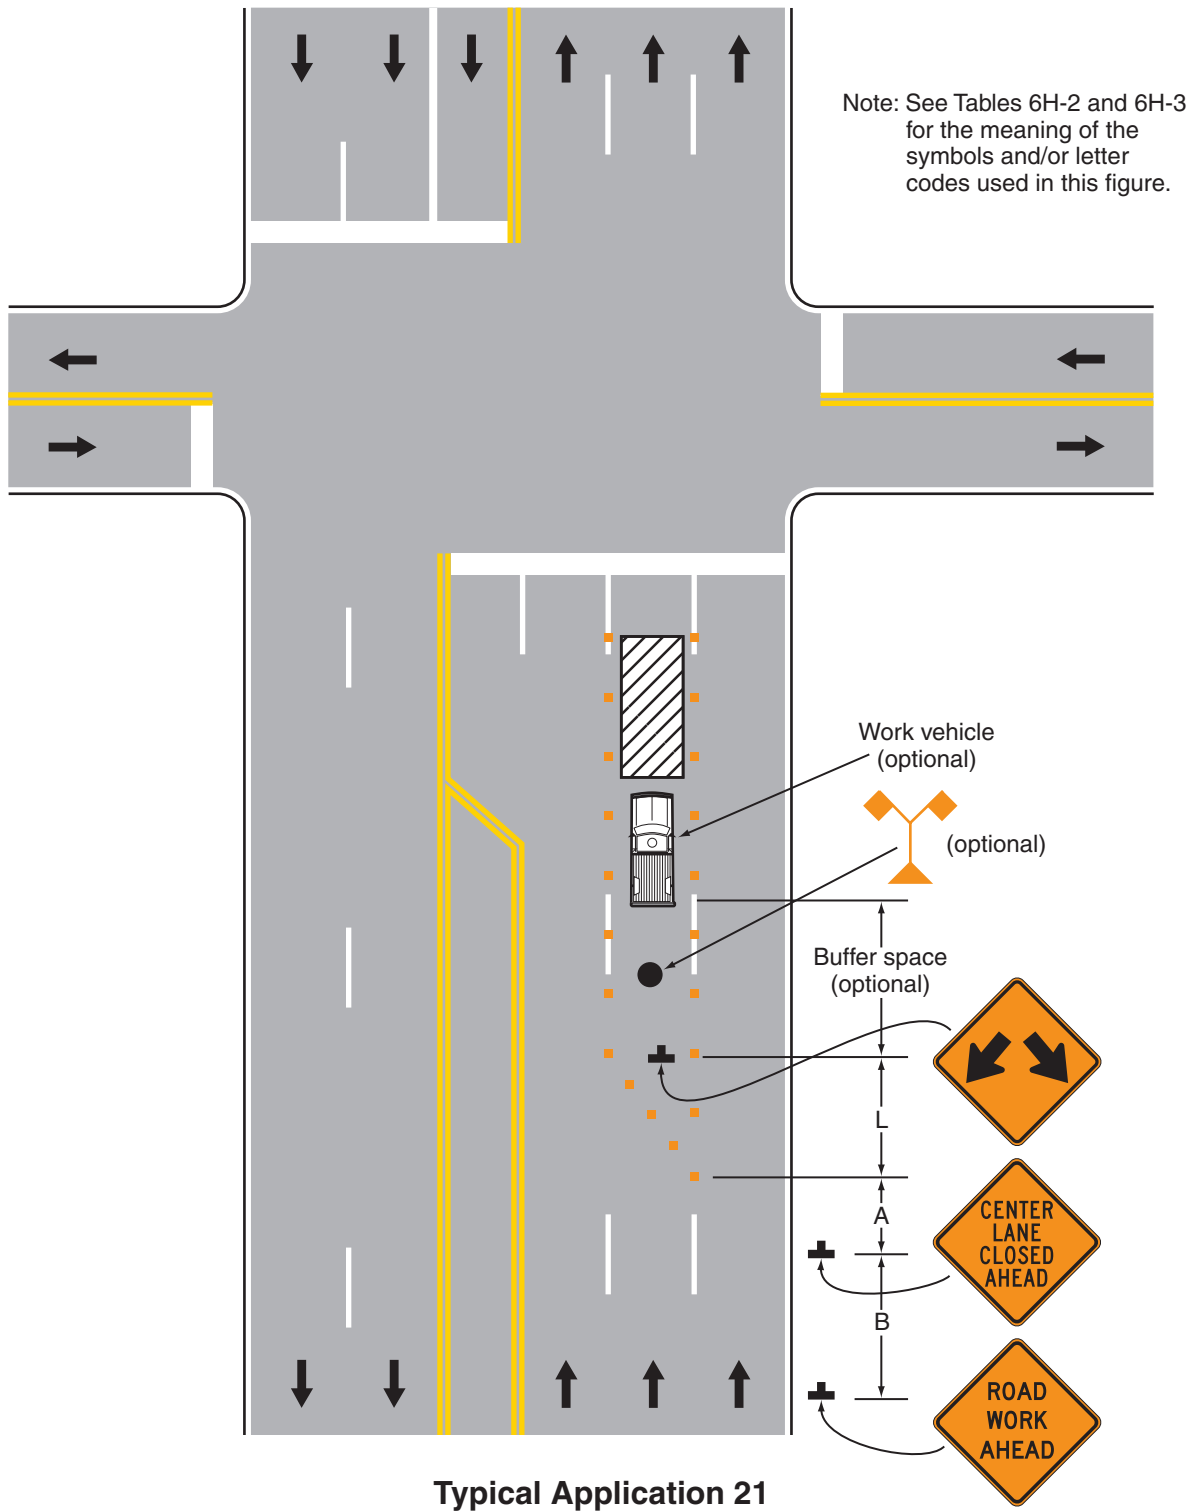 Note: See Tables 6H-2 and 6H-3
for the meaning of the
symbols and/or letter
codes used in this figure.
Work vehicle
(optional)
(optional)
Buffer space
(optional)
L
A
CENTER
LANE
CLOSED
AHEAD
B
ROAD
WORK
AHEAD
Typical Application 21